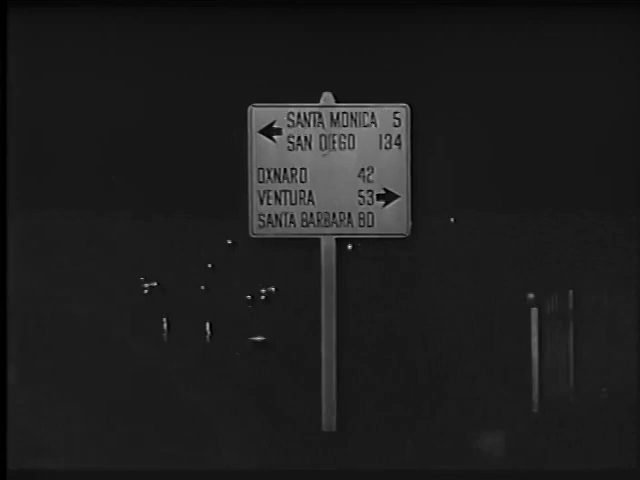 SANTA MONICA 5
SAN DIEGO 134
OXNARD 42
VENTURA 53
SANTA BARBARA 80